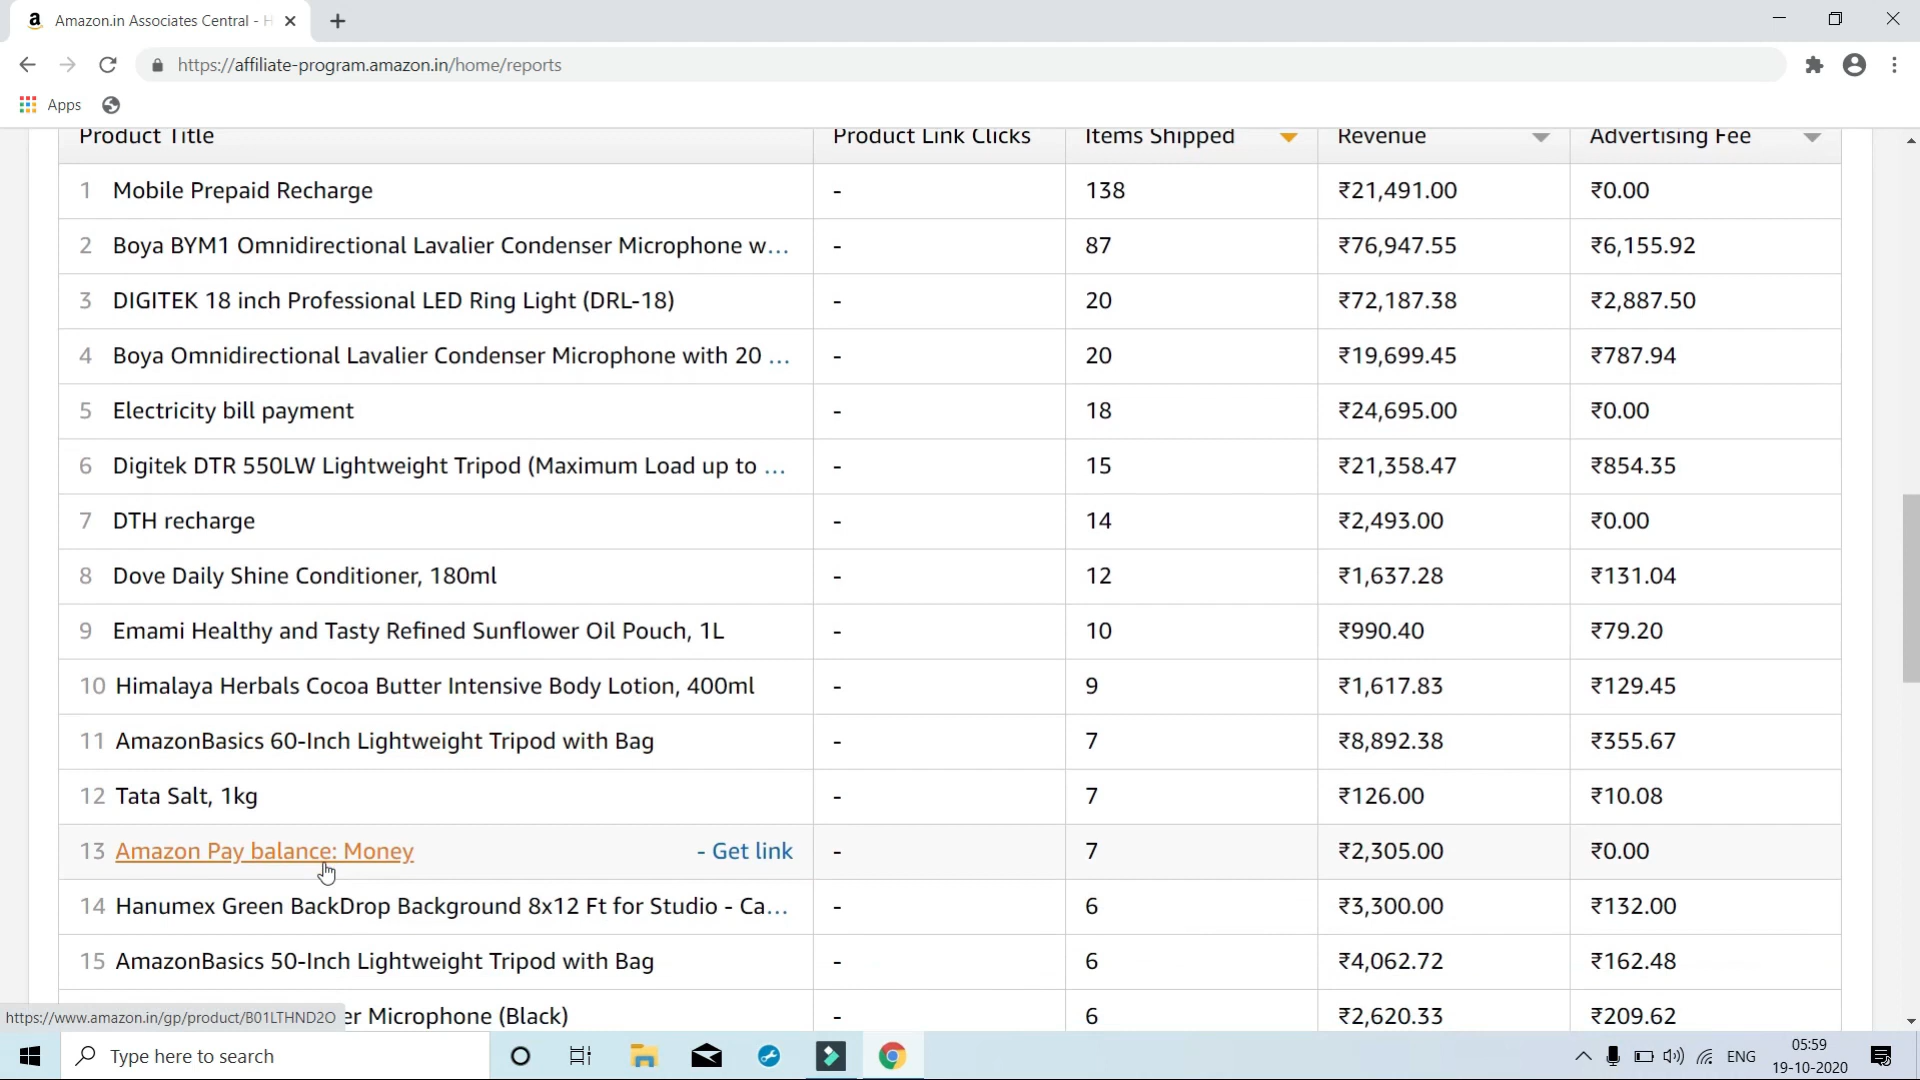 Amazon.in Associates Central - H
https://affiliate-program.amazon.in/home/reports
Apps
Product Title Product Link Clicks Items Shipped Revenue Advertising Fee
1 Mobile Prepaid Recharge - 138 ₹21,491.00 ₹0.00
2 Boya BYM1 Omnidirectional Lavalier Condenser Microphone w... - 87 ₹76,947.55 ₹6,155.92
3 DIGITEK 18 inch Professional LED Ring Light (DRL-18) - 20 ₹72,187.38 ₹2,887.50
4 Boya Omnidirectional Lavalier Condenser Microphone with 20 ... - 20 ₹19,699.45 ₹787.94
5 Electricity bill payment - 18 ₹24,695.00 ₹0.00
6 Digitek DTR 550LW Lightweight Tripod (Maximum Load up to ... - 15 ₹21,358.47 ₹854.35
7 DTH recharge - 14 ₹2,493.00 ₹0.00
8 Dove Daily Shine Conditioner, 180ml - 12 ₹1,637.28 ₹131.04
9 Emami Healthy and Tasty Refined Sunflower Oil Pouch, 1L - 10 ₹990.40 ₹79.20
10 Himalaya Herbals Cocoa Butter Intensive Body Lotion, 400ml - 9 ₹1,617.83 ₹129.45
11 AmazonBasics 60-Inch Lightweight Tripod with Bag - 7 ₹8,892.38 ₹355.67
12 Tata Salt, 1kg - 7 ₹126.00 ₹10.08
13 Amazon Pay balance: Money - Get link - 7 ₹2,305.00 ₹0.00
14 Hanumex Green BackDrop Background 8x12 Ft for Studio - Ca... - 6 ₹3,300.00 ₹132.00
15 AmazonBasics 50-Inch Lightweight Tripod with Bag - 6 ₹4,062.72 ₹162.48
https://www.amazon.in/gp/product/B01LTHND2O er Microphone (Black) - 6 ₹2,620.33 ₹209.62
Type here to search
ENG
05:59
19-10-2020